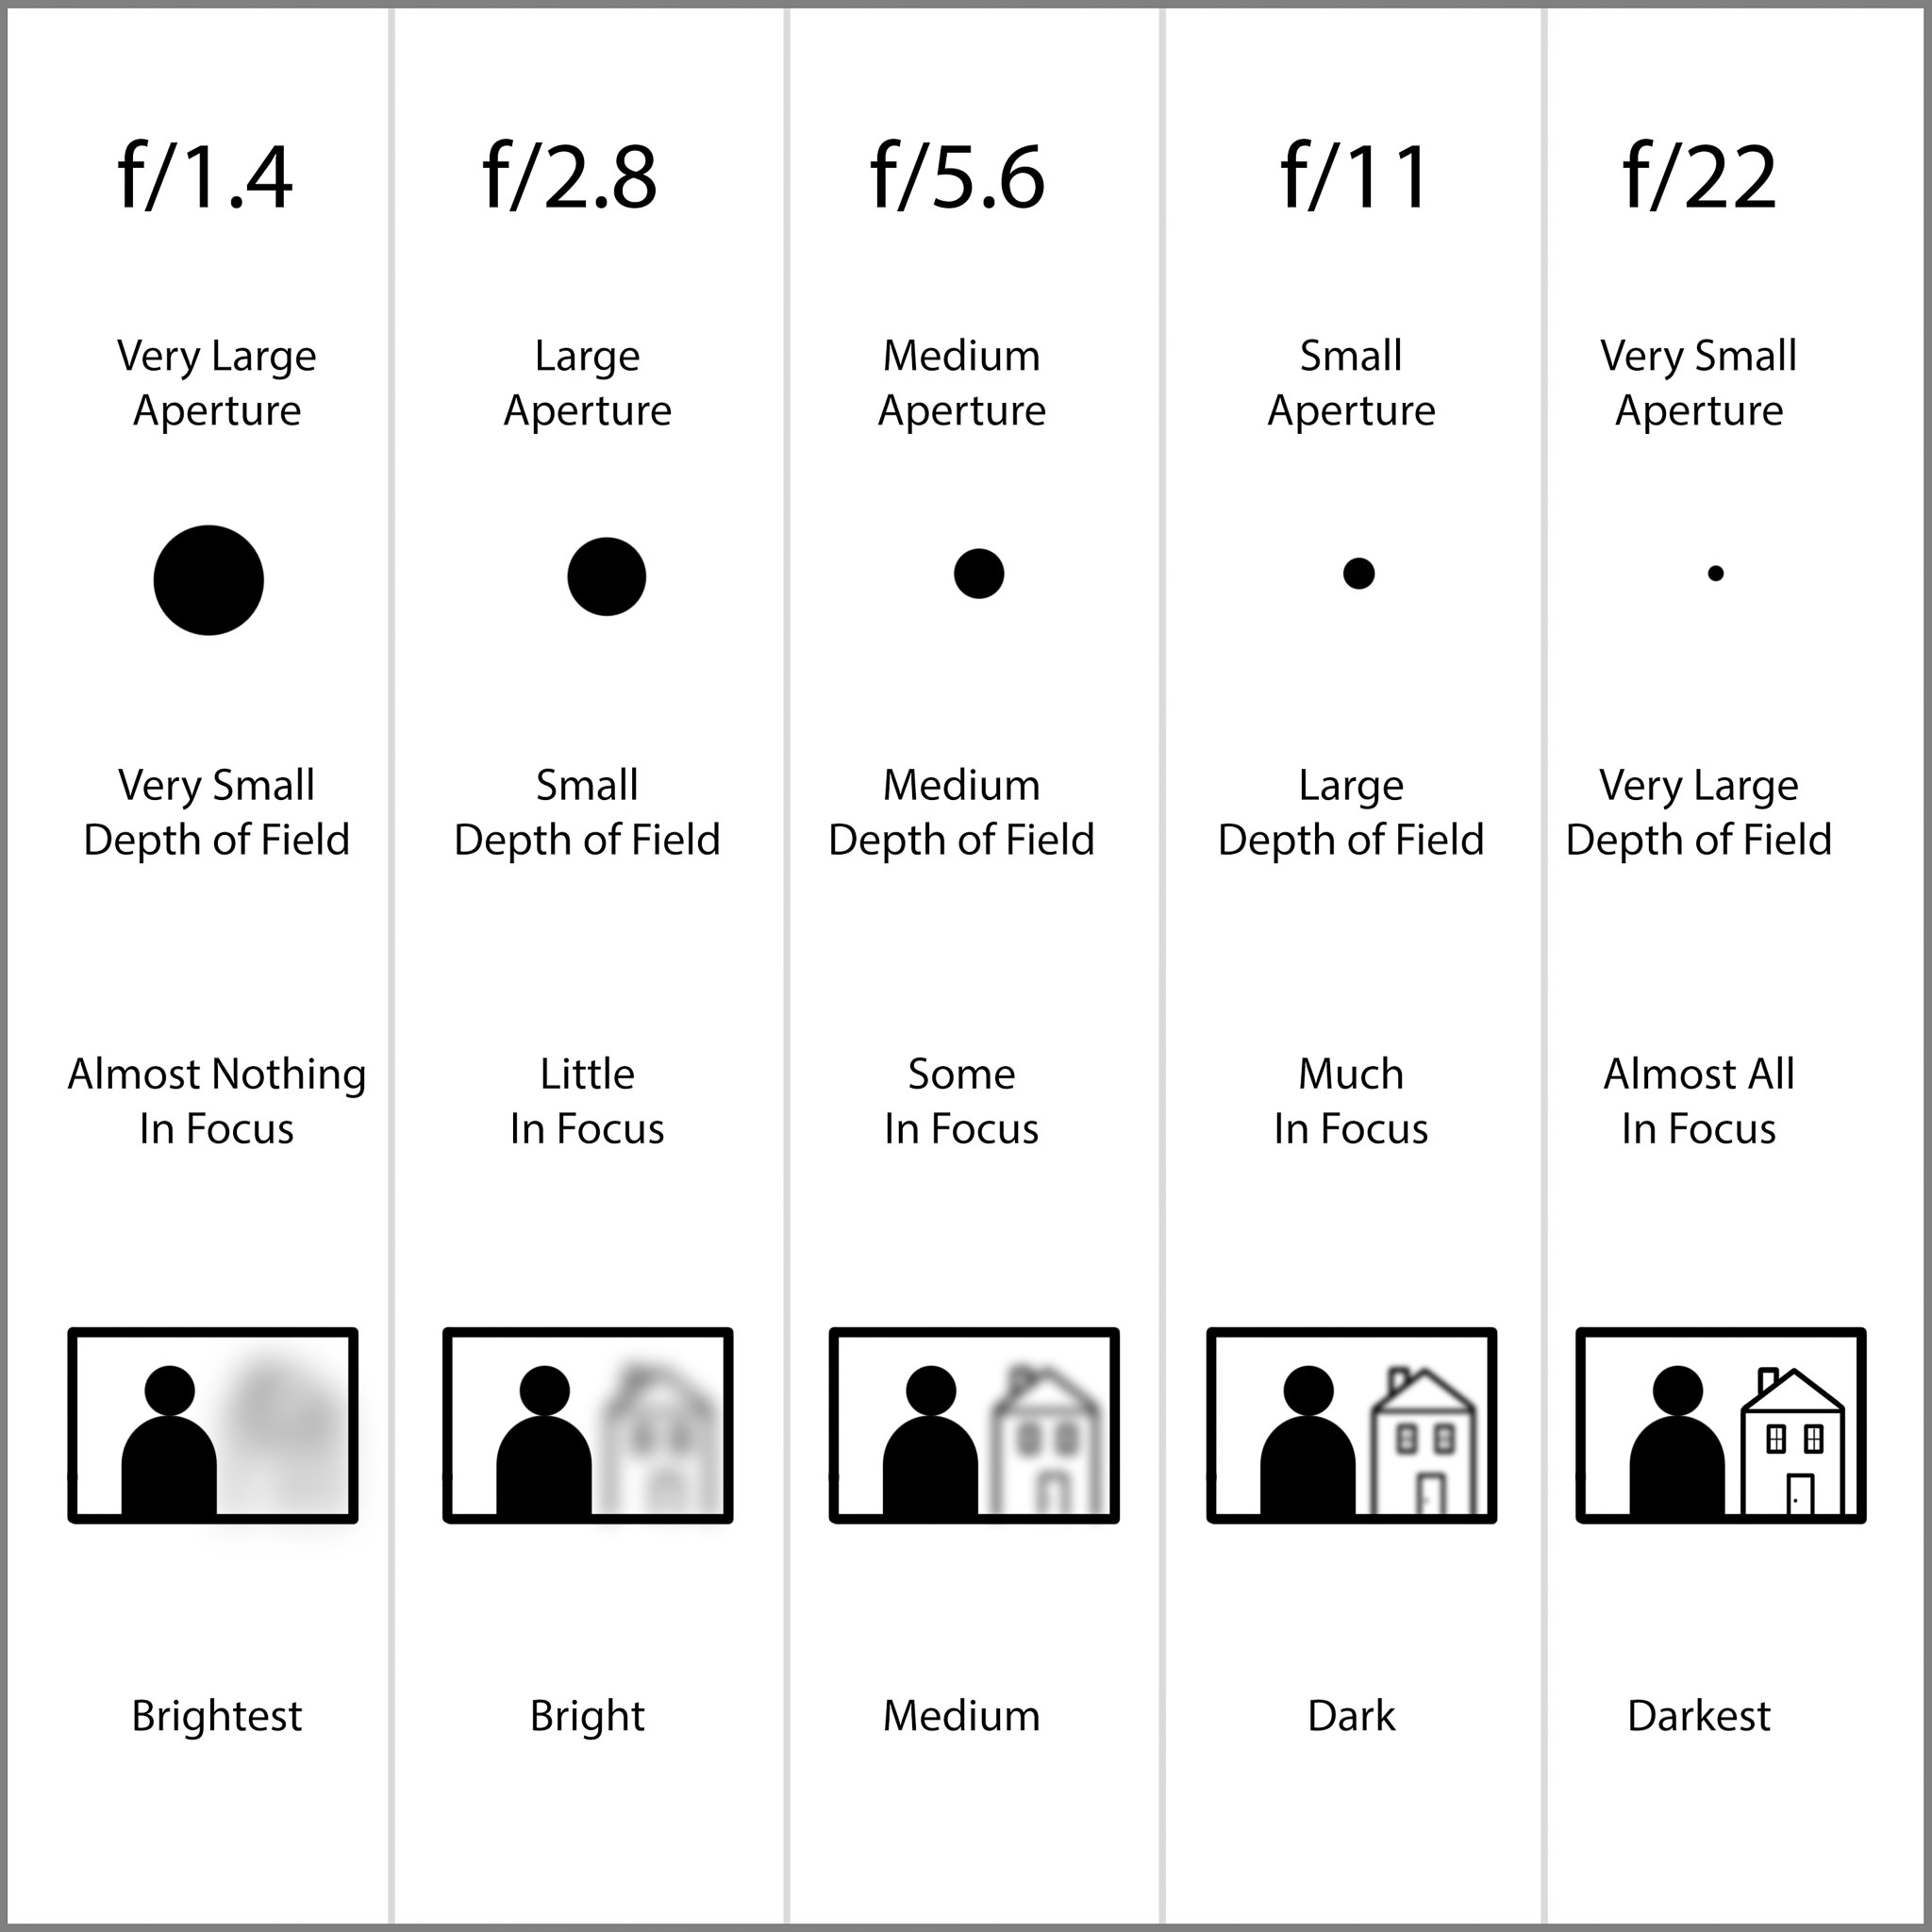 f/1.4
Very Large
Aperture
Very Small
Depth of Field
Almost Nothing
In Focus
Brightest
f/2.8
Large
Aperture
Small
Depth of Field
Little
In Focus
Bright
f/5.6
Medium
Aperture
Medium
Depth of Field
Some
In Focus
Medium
f/11
Small
Aperture
Large
Depth of Field
Much
In Focus
Dark
f/22
Very Small
Aperture
Very Large
Depth of Field
Almost All
In Focus
Darkest